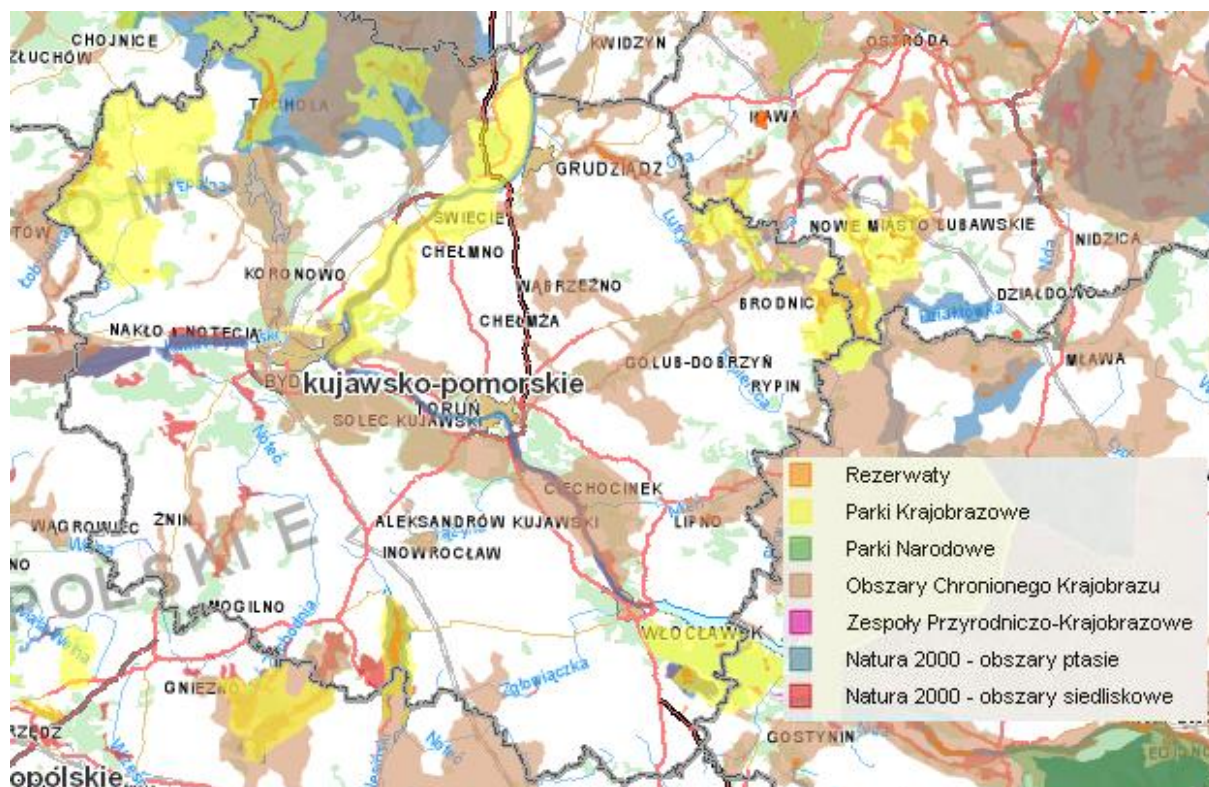 CHOJNICE
KWIDZYN
OSTRÓDA
TUCHOLA
IŁAWA
GRUDZIĄDZ
ŚWIECIE
NOWE MIASTO LUBAWSKIE
NIDZICA
CHEŁMNO
KORONOWO
WĄBRZEŹNO
BRODNICA
DZIAŁDOWO
Działdówka
NAKŁO
NOTECIĄ
CHEŁMŻA
GOLUB-DOBRZYŃ
MŁAWA
BYD
kujawsko-pomorskie
RYPIN
TORUŃ
SOLEC KUJAWSKI
Noteć
CIECHOCINEK
Rezerwaty
Parki Krajobrazowe
Parki Narodowe
Obszary Chronionego Krajobrazu
Zespoły Przyrodniczo-Krajobrazowe
Natura 2000 - obszary ptasie
Natura 2000 - obszary siedliskowe
WĄGROWIEC
ŻNIN
ALEKSANDRÓW KUJAWSKI
LIPNO
INOWROCŁAW
POLSKIE
MOGILNO
WŁOCŁAWEK
Zgłowiączka
GNIEZNO
Noteć
GOSTYNIN
opolskie